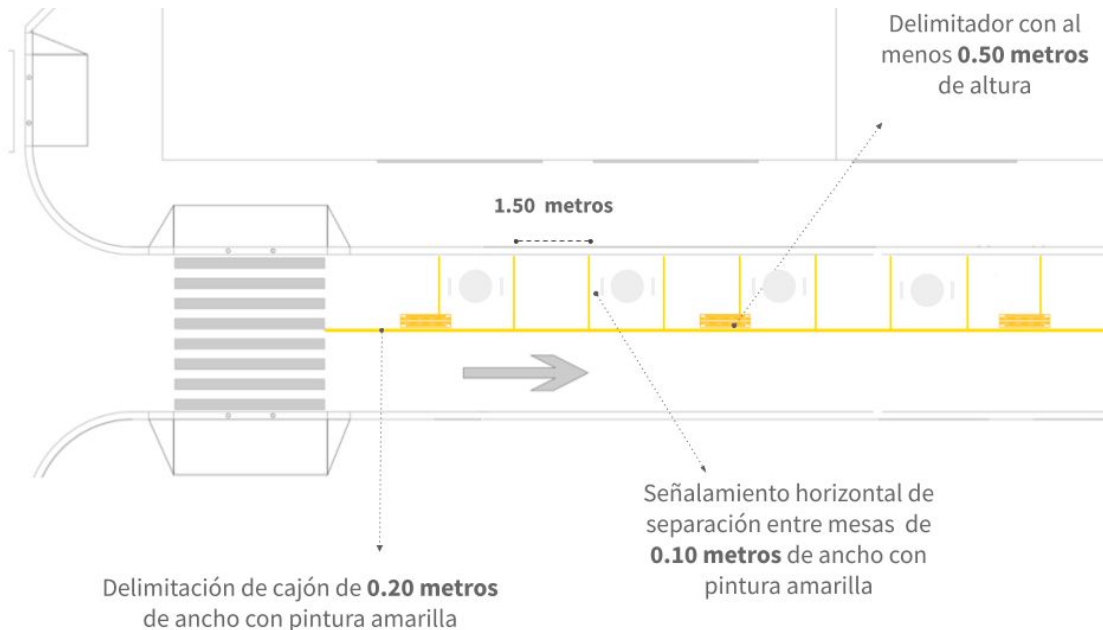 Delimitador con al
menos 0.50 metros
de altura
1.50 metros
Señalamiento horizontal de
separación entre mesas de
0.10 metros de ancho con
pintura amarilla
Delimitación de cajón de 0.20 metros
de ancho con pintura amarilla